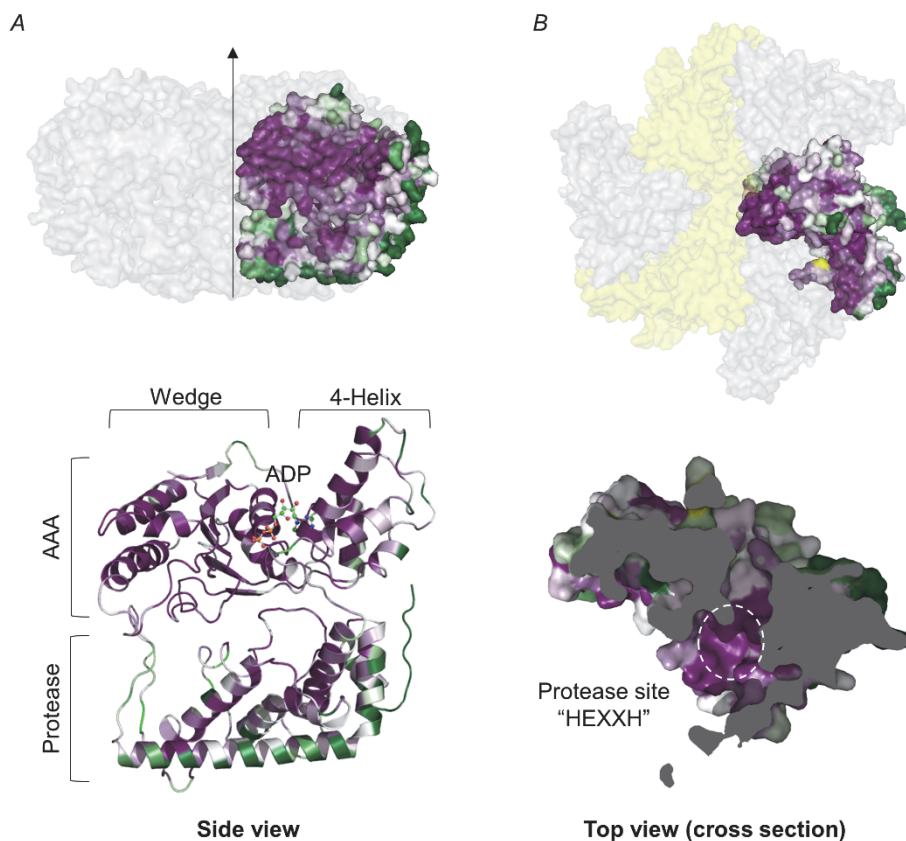 A
B
Wedge
4-Helix
ADP
AAA
Protease
Protease site
“HEXXH”
Side view
Top view (cross section)